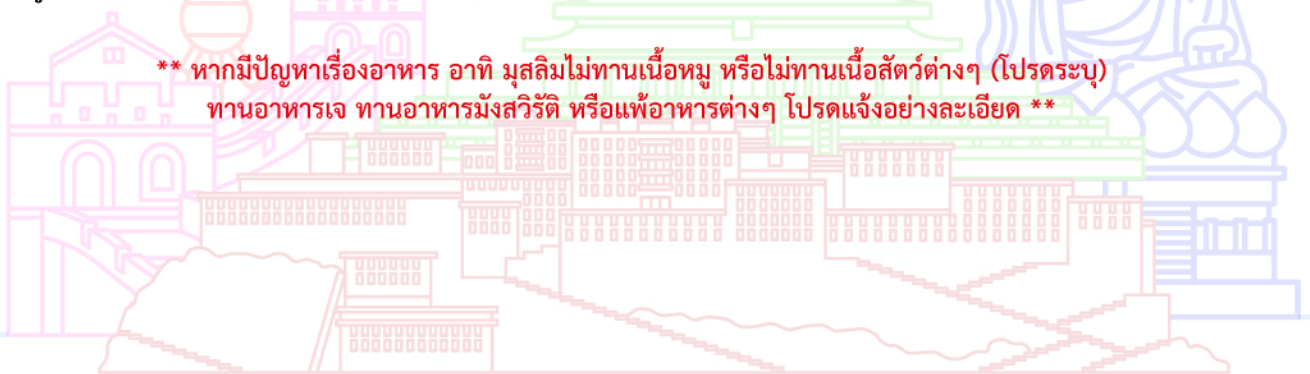 ** หากมีปัญหาเรื่องอาหาร อาทิ มุสลิมไม่ทานเนื้อหมู หรือไม่ทานเนื้อสัตว์ต่างๆ (โปรดระบุ)
ทานอาหารเจ ทานอาหารมังสวิรัติ หรือแพ้อาหารต่างๆ โปรดแจ้งอย่างละเอียด **